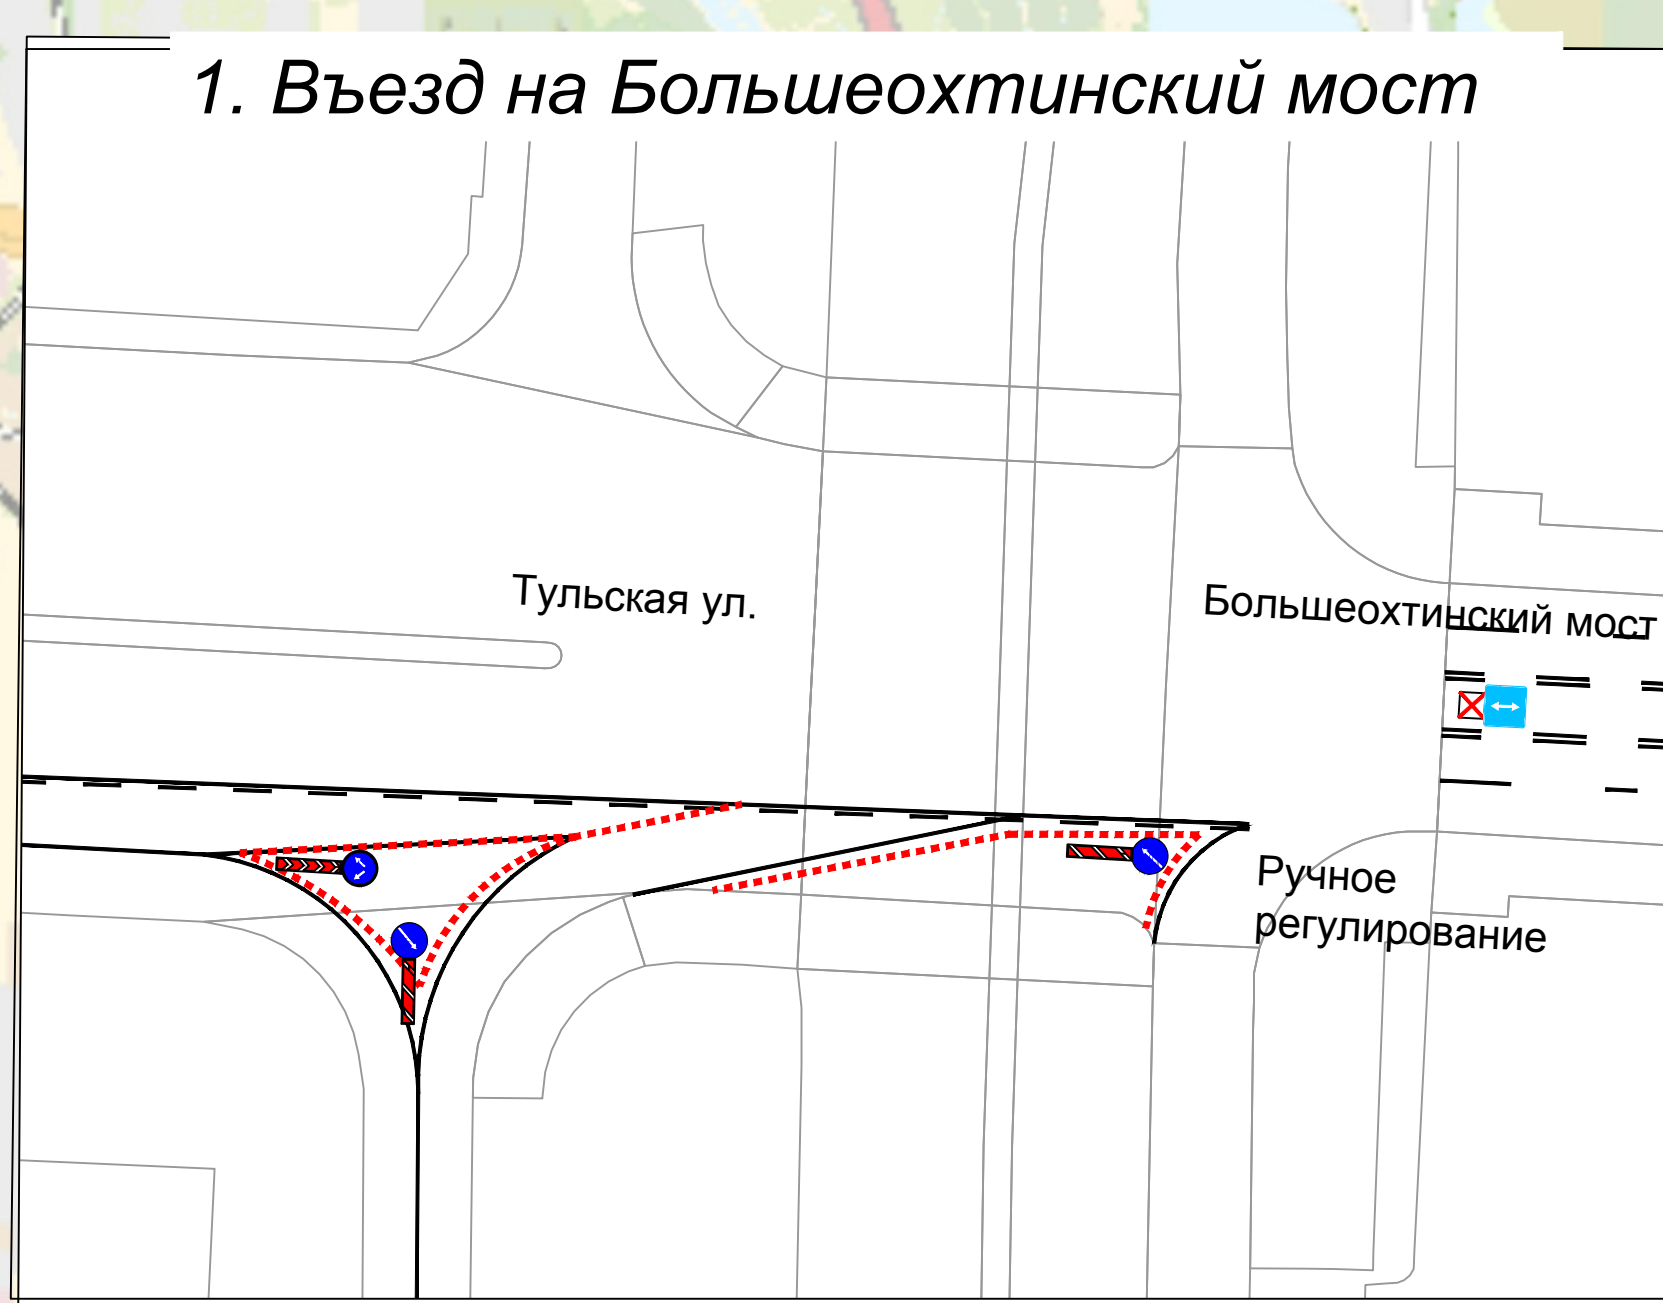 1. Въезд на Большеохтинский мост
Тульская ул.
Большеохтинский мост
Ручное
регулирование